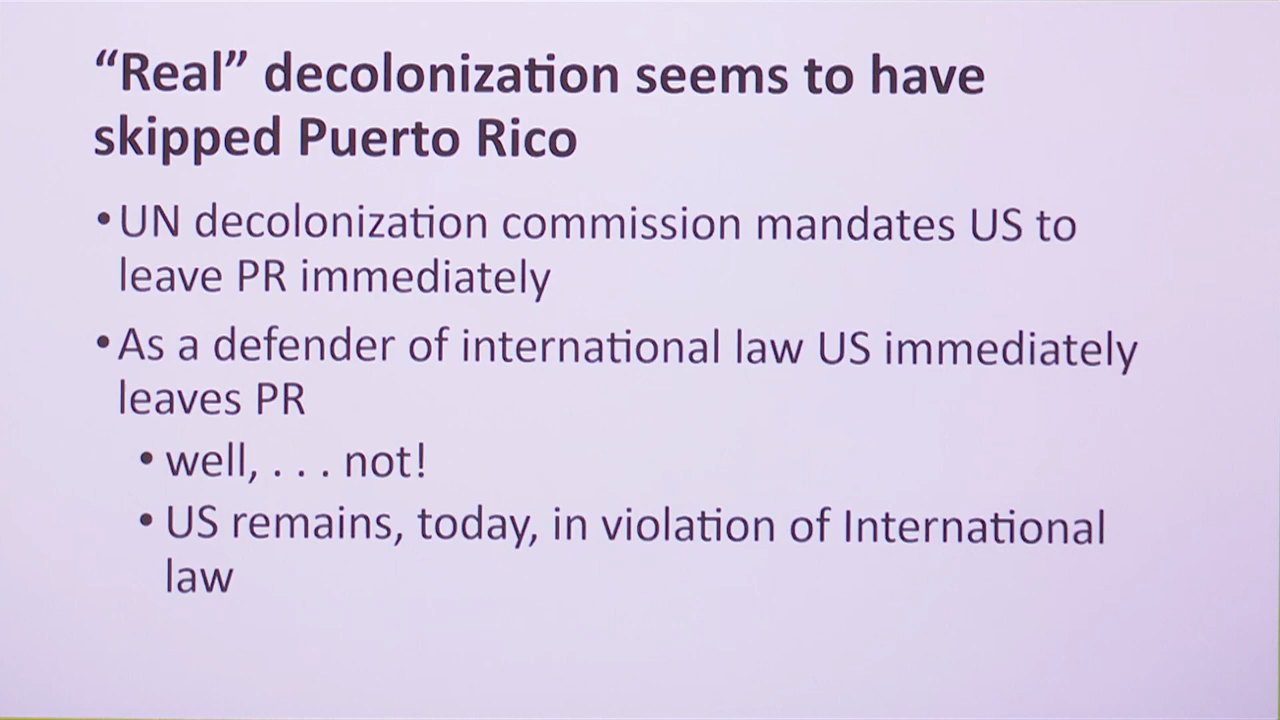 “Real” decolonization seems to have
skipped Puerto Rico
•UN decolonization commission mandates US to
leave PR immediately
•As a defender of international law US immediately
leaves PR
• well, . . . not!
• US remains, today, in violation of International
law